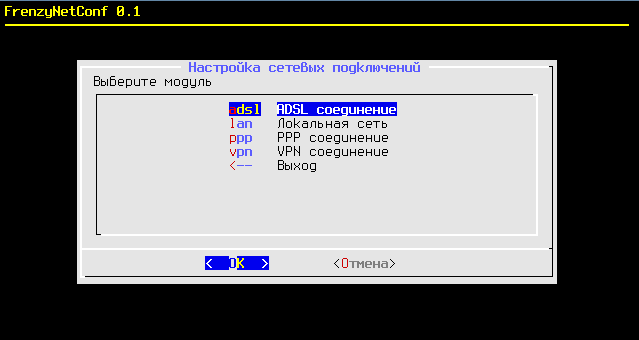 FrenzyNetConf 0.1
Настройка сетевых подключений
Выберите модуль
adsl ADSL соединение
lan Локальная сеть
ppp PPP соединение
vpn VPN соединение
<-- Выход
< OK > <Отмена>